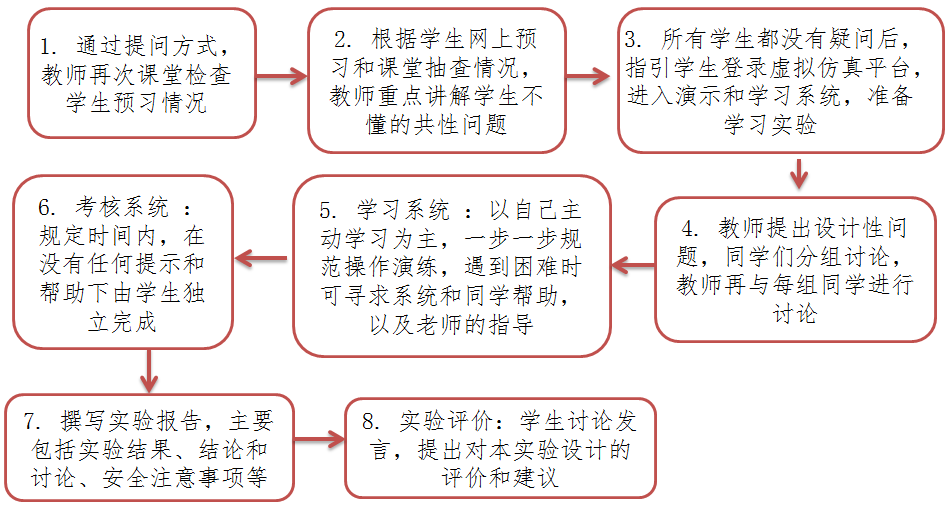 1. 通过提问方式，
教师再次课堂检查
学生预习情况
2. 根据学生网上预
习和课堂抽查情况，
教师重点讲解学生不
懂的共性问题
3. 所有学生都没有疑问后，
指引学生登录虚拟仿真平台，
进入演示和学习系统，准备
学习实验
4. 教师提出设计性问
题，同学们分组讨论，
教师再与每组同学进行
讨论
5. 学习系统 ：以自己主
动学习为主，一步一步规
范操作演练，遇到困难时
可寻求系统和同学帮助，
以及老师的指导
6. 考核系统 ：
规定时间内，在
没有任何提示和
帮助下由学生独
立完成
7. 撰写实验报告，主要
包括实验结果、结论和
讨论、安全注意事项等
8. 实验评价：学生讨论发
言，提出对本实验设计的
评价和建议